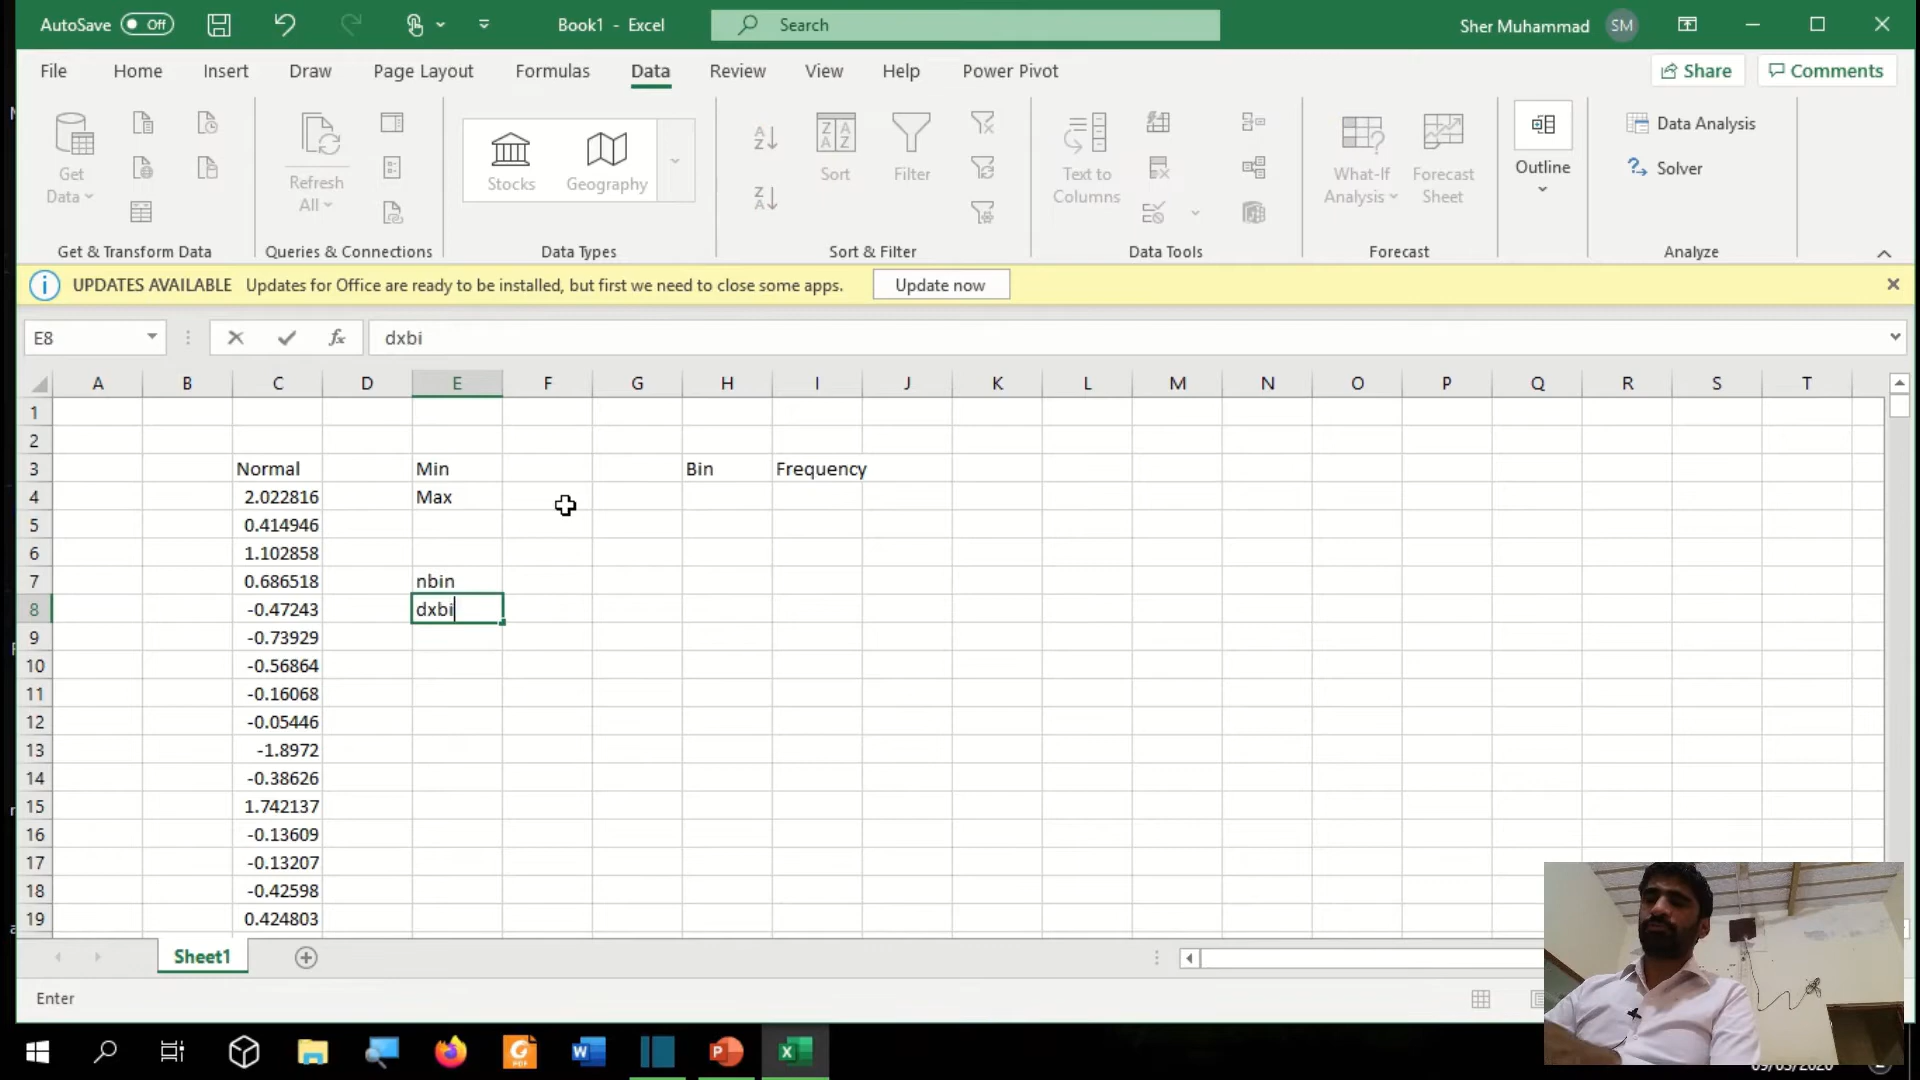 AutoSave Off Book1 - Excel Search Sher Muhammad SM
File Home Insert Draw Page Layout Formulas Data Review View Help Power Pivot Share Comments
Get Data
Refresh All
Stocks
Geography
Sort
Filter
Text to Columns
What-If Analysis
Forecast Sheet
Outline
Data Analysis
Solver
Get & Transform Data Queries & Connections Data Types Sort & Filter Data Tools Forecast Analyze
UPDATES AVAILABLE Updates for Office are ready to be installed, but first we need to close some apps. Update now
E8 fx dxbi
A B C D E F G H I J K L M N O P Q R S T
1
2
3 Normal Min Bin Frequency
4 2.022816 Max
5 0.414946
6 1.102858
7 0.686518 nbin
8 -0.47243 dxbi
9 -0.73929
10 -0.56864
11 -0.16068
12 -0.05446
13 -1.8972
14 -0.38626
15 1.742137
16 -0.13609
17 -0.13207
18 -0.42598
19 0.424803
Sheet1
Enter